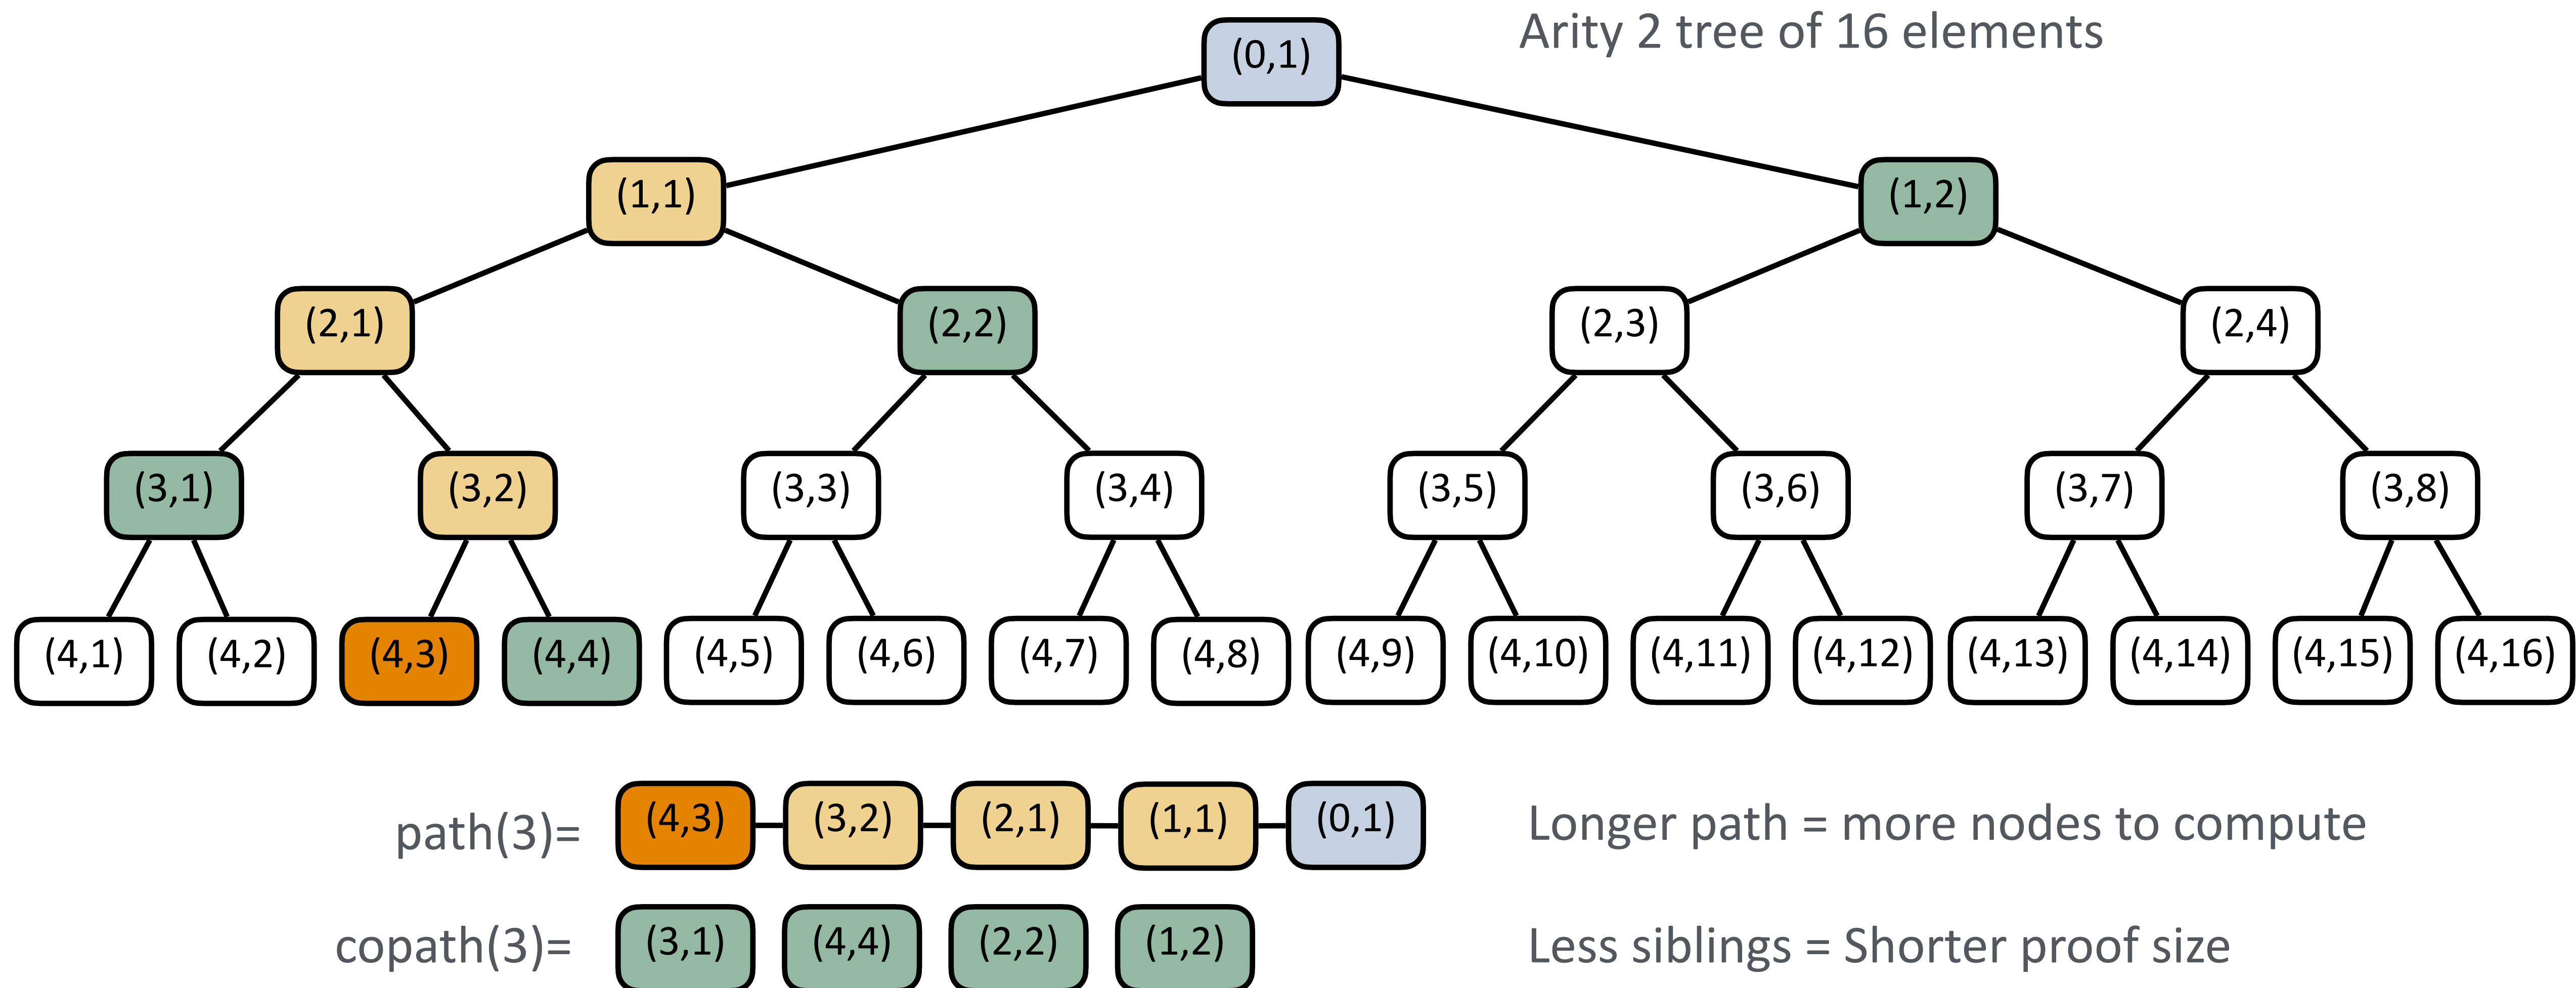 Arity 2 tree of 16 elements
(0,1)
(1,1) (1,2)
(2,1) (2,2) (2,3) (2,4)
(3,1) (3,2) (3,3) (3,4) (3,5) (3,6) (3,7) (3,8)
(4,1) (4,2) (4,3) (4,4) (4,5) (4,6) (4,7) (4,8) (4,9) (4,10) (4,11) (4,12) (4,13) (4,14) (4,15) (4,16)
path(3)= (4,3) (3,2) (2,1) (1,1) (0,1) Longer path = more nodes to compute
copath(3)= (3,1) (4,4) (2,2) (1,2) Less siblings = Shorter proof size